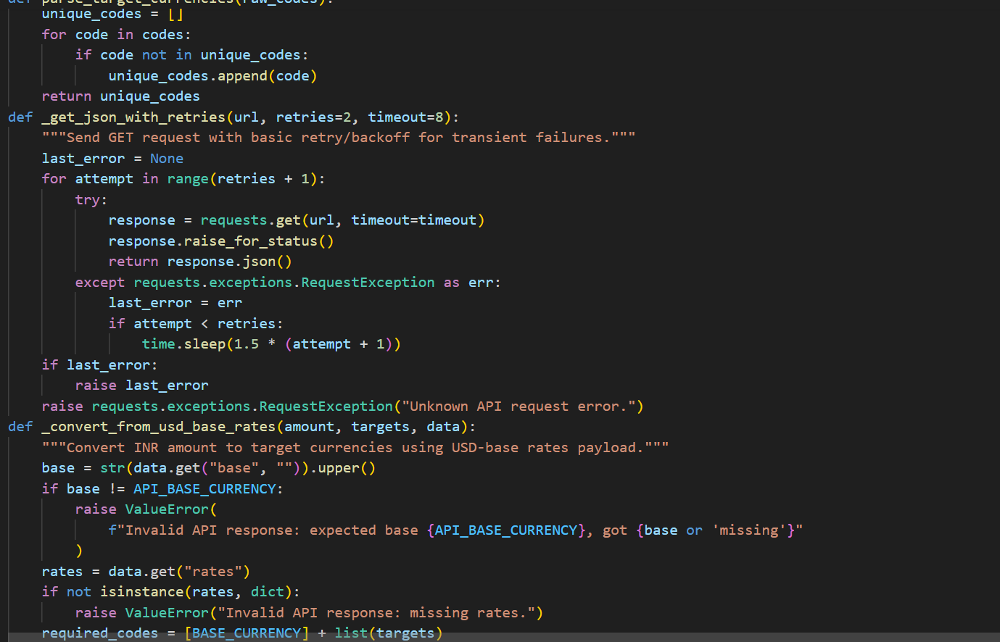 def parse_target_currencies(raw_codes):
    unique_codes = []
    for code in codes:
        if code not in unique_codes:
            unique_codes.append(code)
    return unique_codes
def _get_json_with_retries(url, retries=2, timeout=8):
    """Send GET request with basic retry/backoff for transient failures."""
    last_error = None
    for attempt in range(retries + 1):
        try:
            response = requests.get(url, timeout=timeout)
            response.raise_for_status()
            return response.json()
        except requests.exceptions.RequestException as err:
            last_error = err
            if attempt < retries:
                time.sleep(1.5 * (attempt + 1))
    if last_error:
        raise last_error
    raise requests.exceptions.RequestException("Unknown API request error.")
def _convert_from_usd_base_rates(amount, targets, data):
    """Convert INR amount to target currencies using USD-base rates payload."""
    base = str(data.get("base", "")).upper()
    if base != API_BASE_CURRENCY:
        raise ValueError(
            f"Invalid API response: expected base {API_BASE_CURRENCY}, got {base or 'missing'}"
        )
    rates = data.get("rates")
    if not isinstance(rates, dict):
        raise ValueError("Invalid API response: missing rates.")
    required_codes = [BASE_CURRENCY] + list(targets)